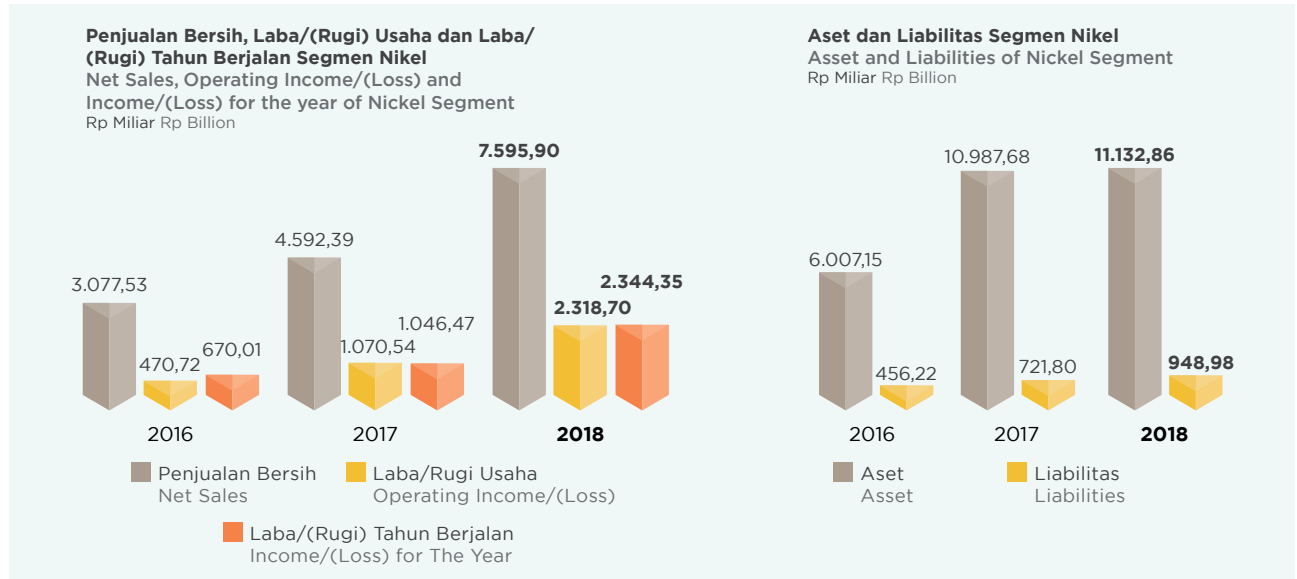 Penjualan Bersih, Laba/(Rugi) Usaha dan Laba/
(Rugi) Tahun Berjalan Segmen Nikel
Net Sales, Operating Income/(Loss) and
Income/(Loss) for the year of Nickel Segment
Rp Miliar Rp Billion
3.077,53
470,72
670,01
4.592,39
1.070,54
1.046,47
7.595,90
2.318,70
2.344,35
2016
2017
2018
Penjualan Bersih
Net Sales
Laba/Rugi Usaha
Operating Income/(Loss)
Laba/(Rugi) Tahun Berjalan
Income/(Loss) for The Year
Aset dan Liabilitas Segmen Nikel
Asset and Liabilities of Nickel Segment
Rp Miliar Rp Billion
6.007,15
456,22
10.987,68
721,80
11.132,86
948,98
2016
2017
2018
Aset
Asset
Liabilitas
Liabilities